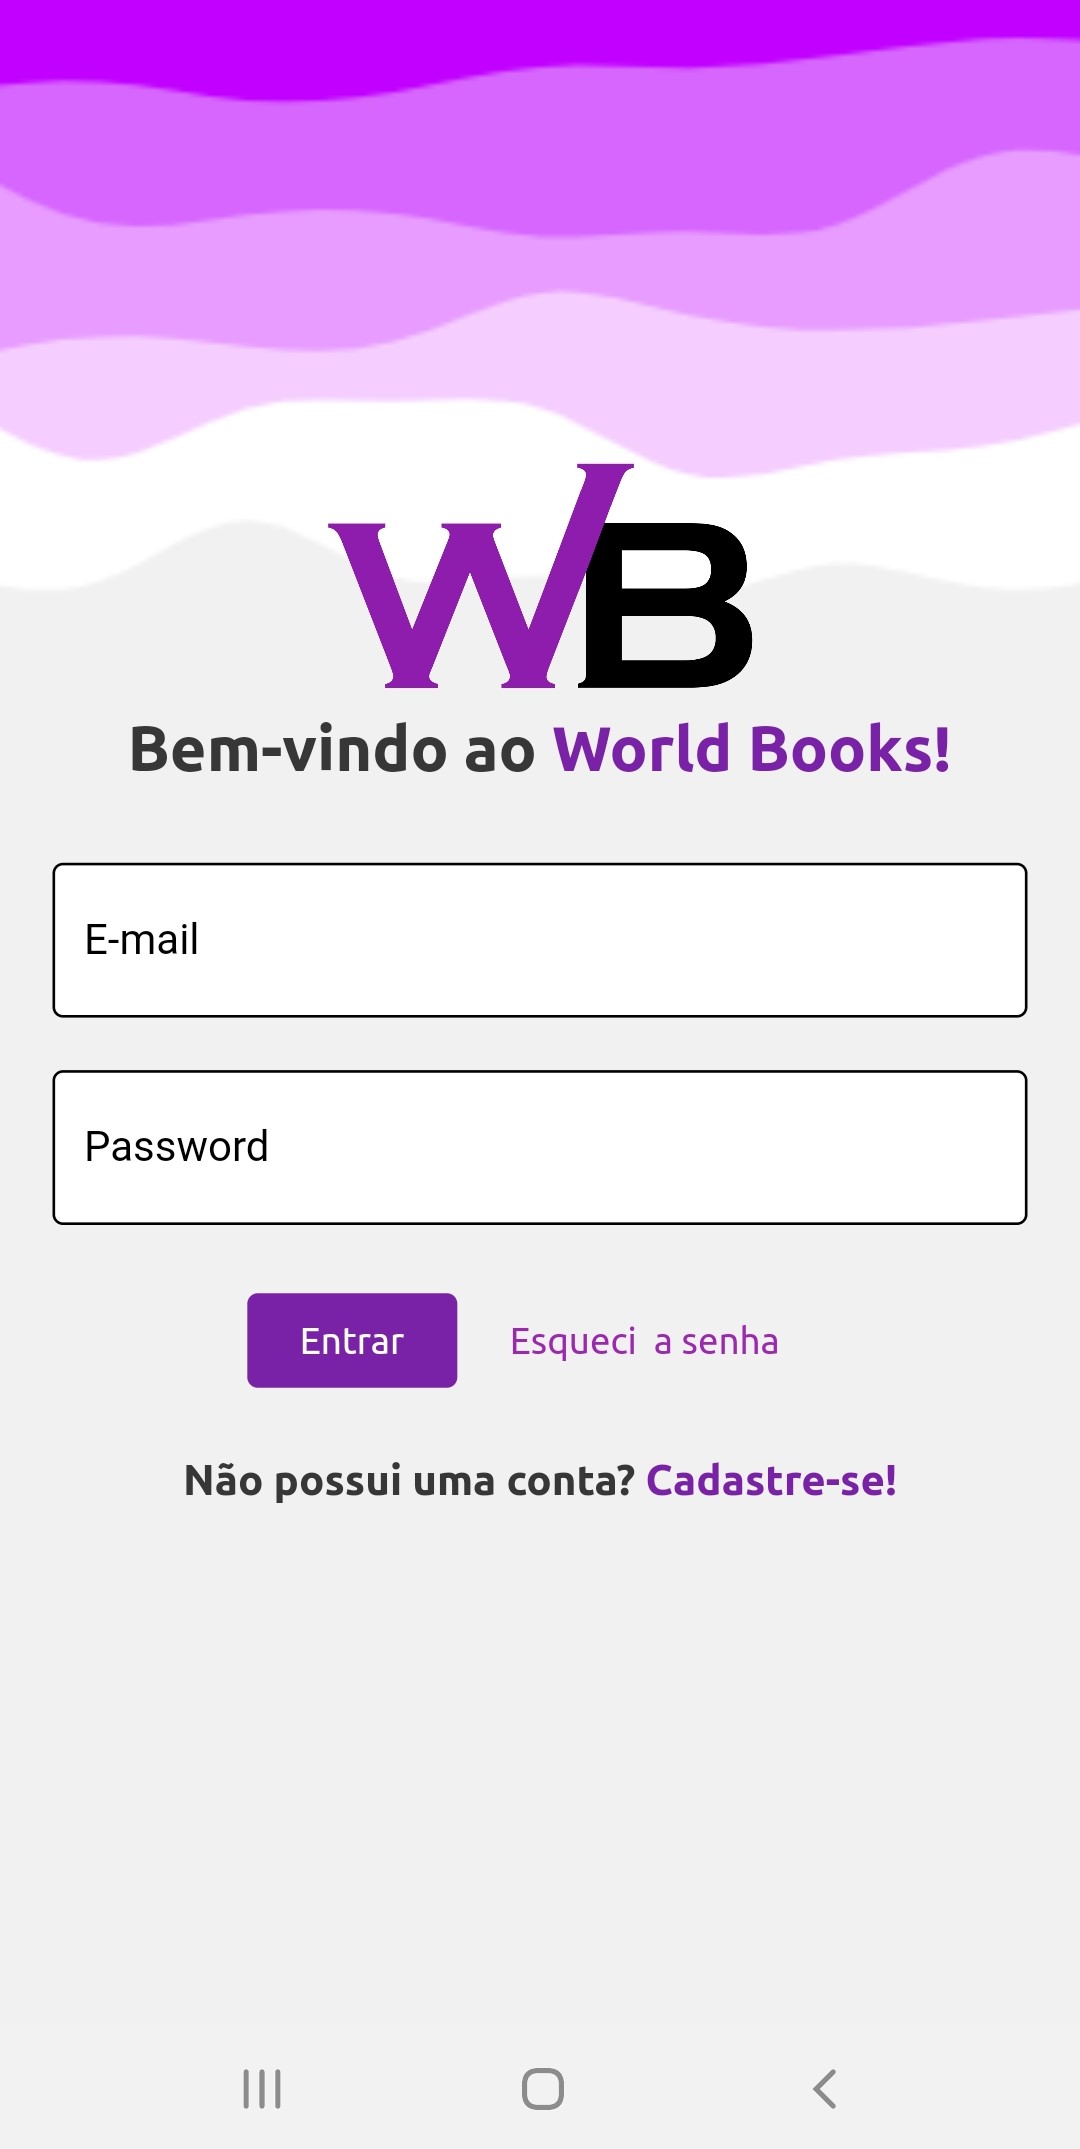 WB
Bem-vindo ao World Books!
E-mail
Password
Entrar
Esqueci a senha
Não possui uma conta? Cadastre-se!